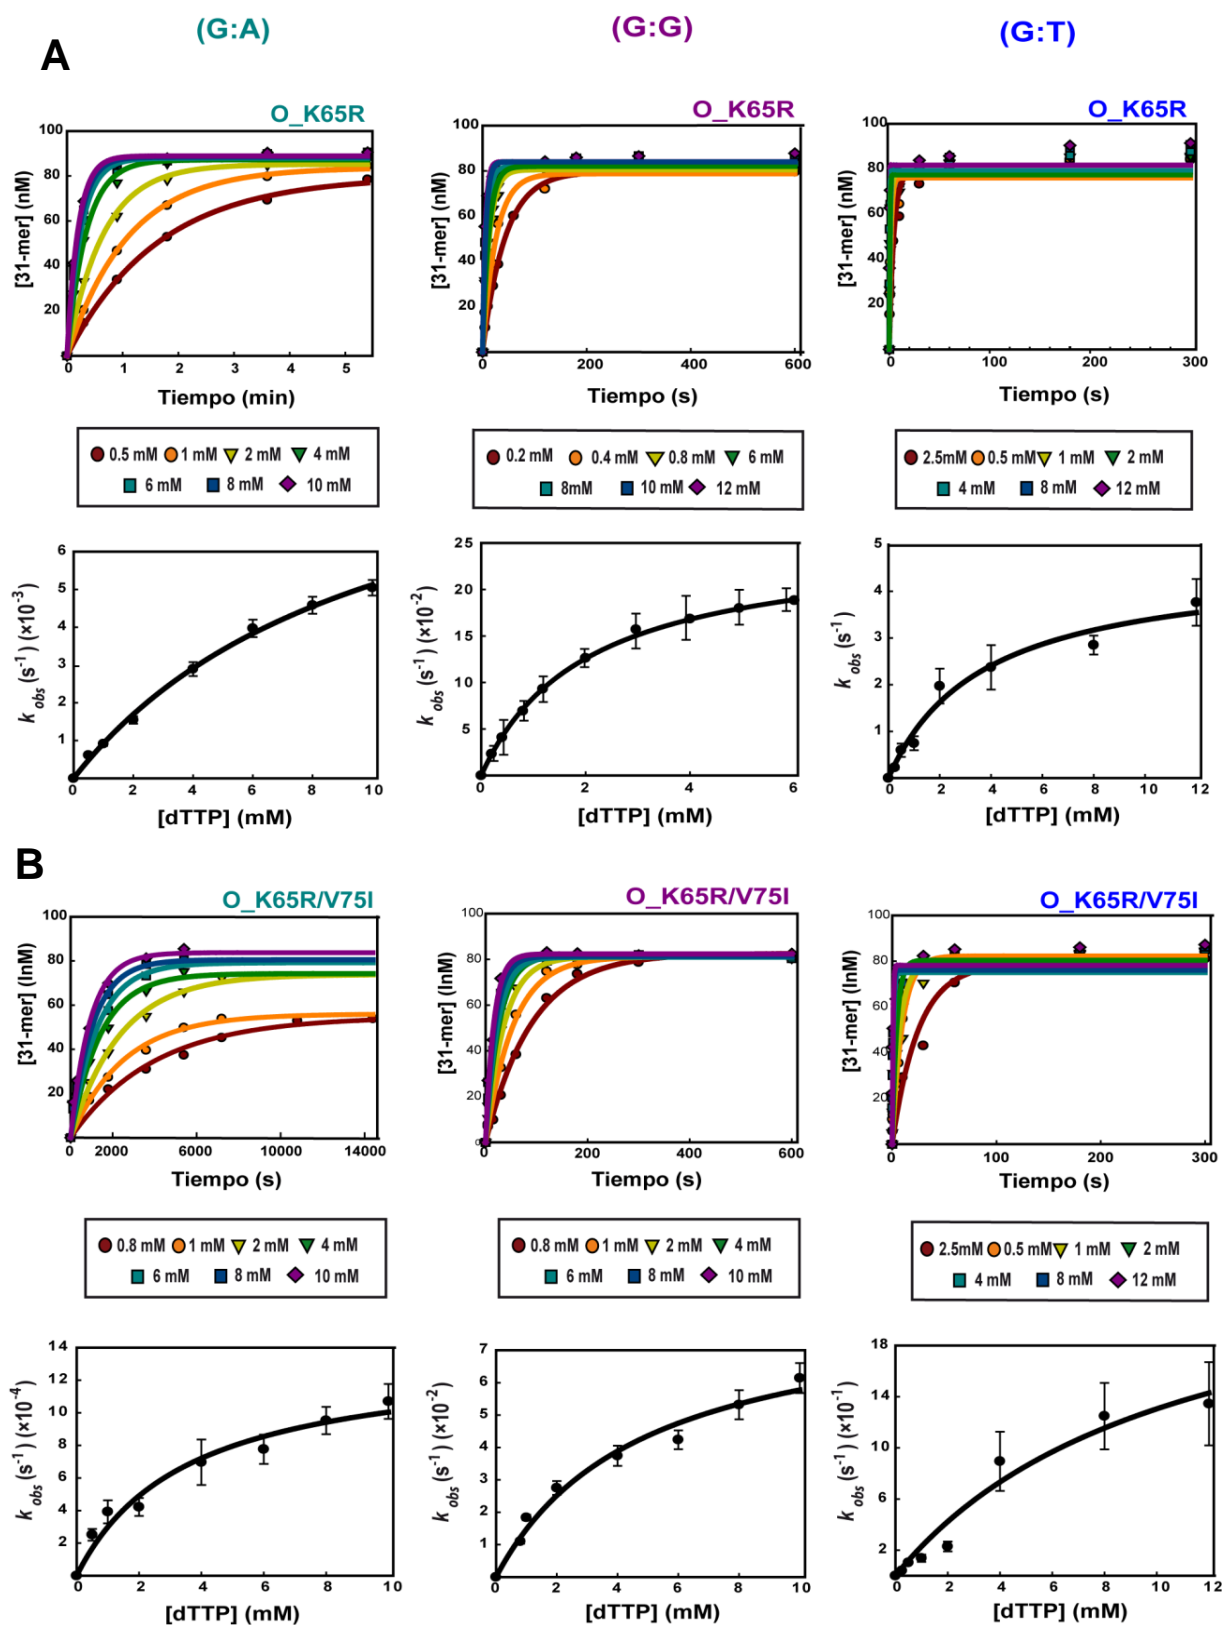 (G:A) (G:G) (G:T)
A
O_K65R O_K65R O_K65R
[31-mer] (nM)
100
80
60
40
20
0 1 2 3 4 5
Tiempo (min)
[31-mer] (nM)
100
80
60
40
20
0 200 400 600
Tiempo (s)
[31-mer] (nM)
100
80
60
40
20
0 100 200 300
Tiempo (s)
0.5 mM 1 mM 2 mM 4 mM
6 mM 8 mM 10 mM
0.2 mM 0.4 mM 0.8 mM 6 mM
8mM 10 mM 12 mM
2.5mM 0.5 mM 1 mM 2 mM
4 mM 8 mM 12 mM
k obs (s-1) (×10-3)
6
5
4
3
2
1
0 2 4 6 8 10
[dTTP] (mM)
k obs (s-1) (×10-2)
25
20
15
10
5
0 2 4 6
[dTTP] (mM)
k obs (s-1)
5
4
3
2
1
0 2 4 6 8 10 12
[dTTP] (mM)
B
O_K65R/V75I O_K65R/V75I O_K65R/V75I
[31-mer] (lnM)
100
80
60
40
20
0 2000 6000 10000 14000
Tiempo (s)
[31-mer] (lnM)
100
80
60
40
20
0
0 200 400 600
Tiempo (s)
[31-mer] (lnM)
100
80
60
40
20
0
0 100 200 300
Tiempo (s)
0.8 mM 1 mM 2 mM 4 mM
6 mM 8 mM 10 mM
0.8 mM 1 mM 2 mM 4 mM
6 mM 8 mM 10 mM
2.5mM 0.5 mM 1 mM 2 mM
4 mM 8 mM 12 mM
k obs (s-1) (×10-4)
14
12
10
8
6
4
2
0 2 4 6 8 10
[dTTP] (mM)
k obs (s-1) (×10-2)
7
6
5
4
3
2
1
0 2 4 6 8 10
[dTTP] (mM)
k obs (s-1) (×10-1)
18
14
10
6
2
0 2 4 6 8 10 12
[dTTP] (mM)